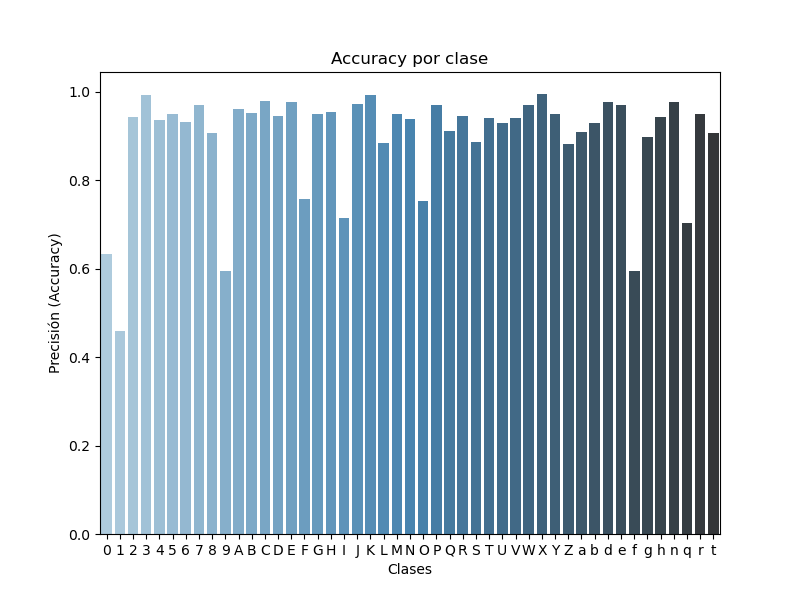 Accuracy por clase
Precisión (Accuracy)
1.0
0.8
0.6
0.4
0.2
0.0
0 1 2 3 4 5 6 7 8 9 A B C D E F G H I J K L M N O P Q R S T U V W X Y Z a b d e f g h n q r t
Clases